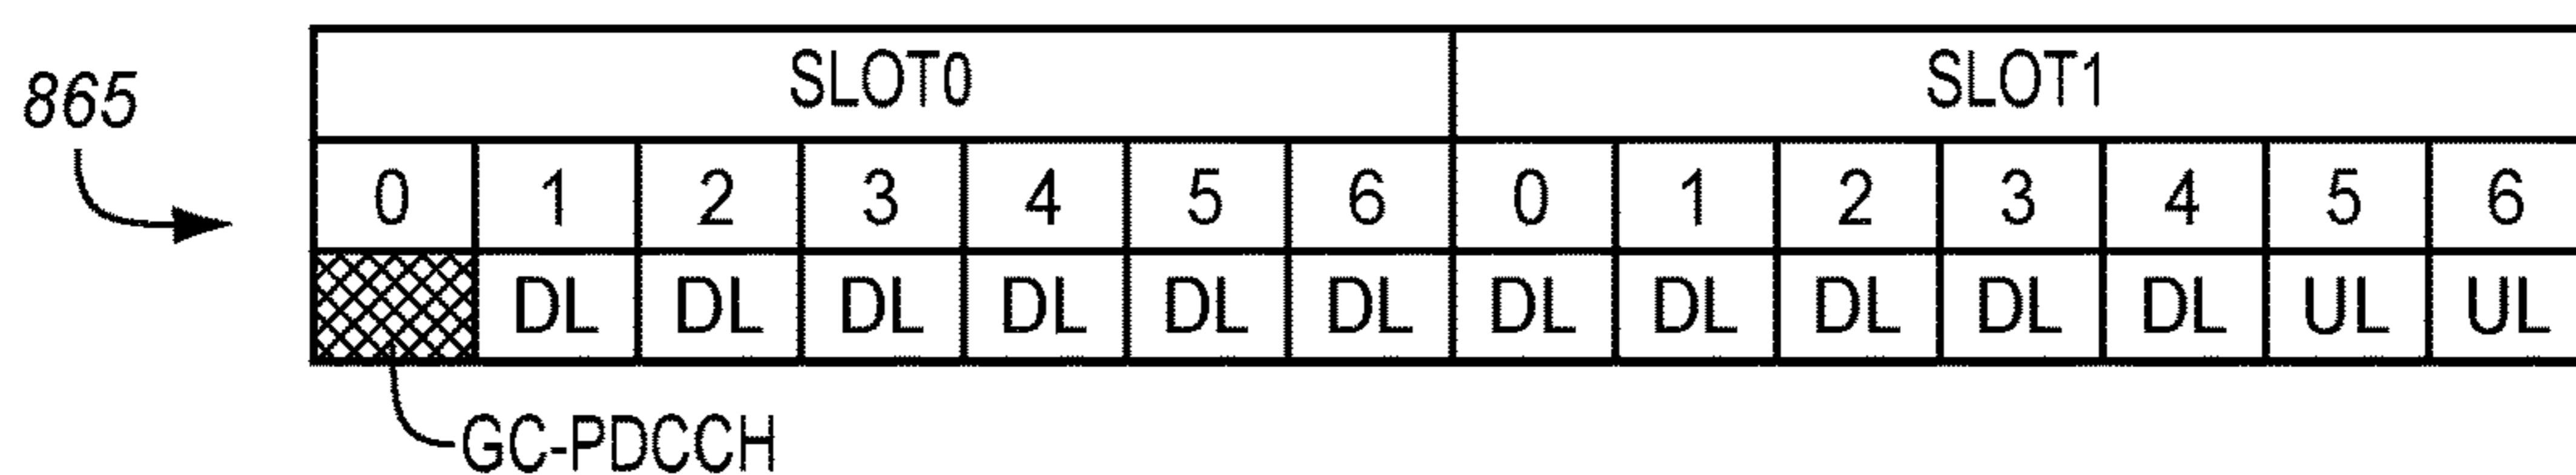 865
SLOT0 SLOT1
0 1 2 3 4 5 6 0 1 2 3 4 5 6
DL DL DL DL DL DL DL DL DL DL DL UL UL
GC-PDCCH